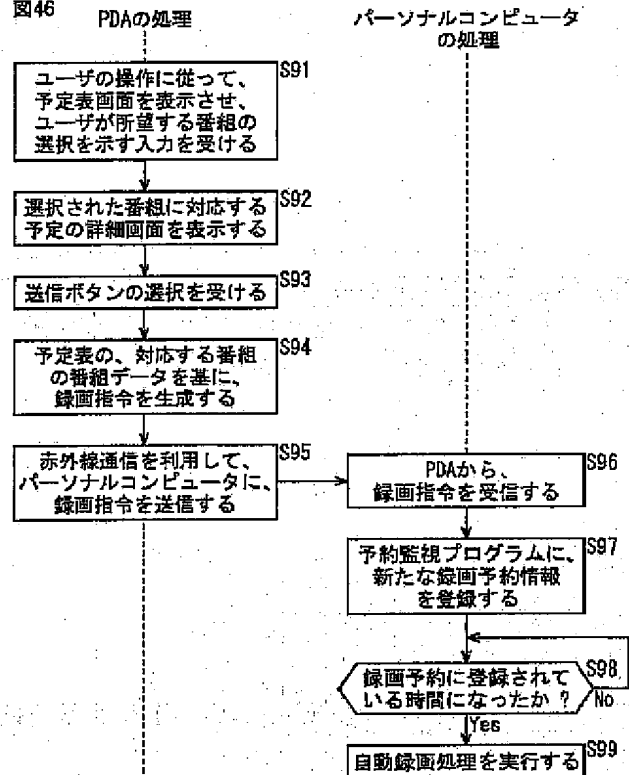 図46
PDAの処理
パーソナルコンピュータ
の処理
S91
ユーザの操作に従って、
予定表画面を表示させ、
ユーザが所望する番組の
選択を示す入力を受ける
S92
選択された番組に対応する
予定の詳細画面を表示する
S93
送信ボタンの選択を受ける
S94
予定表の、対応する番組
の番組データを基に、
録画指令を生成する
S95
赤外線通信を利用して、
パーソナルコンピュータに、
録画指令を送信する
S96
PDAから、
録画指令を受信する
S97
予約監視プログラムに、
新たな録画予約情報
を登録する
S98
録画予約に登録されて
いる時間になったか?
No
Yes
S99
自動録画処理を実行する